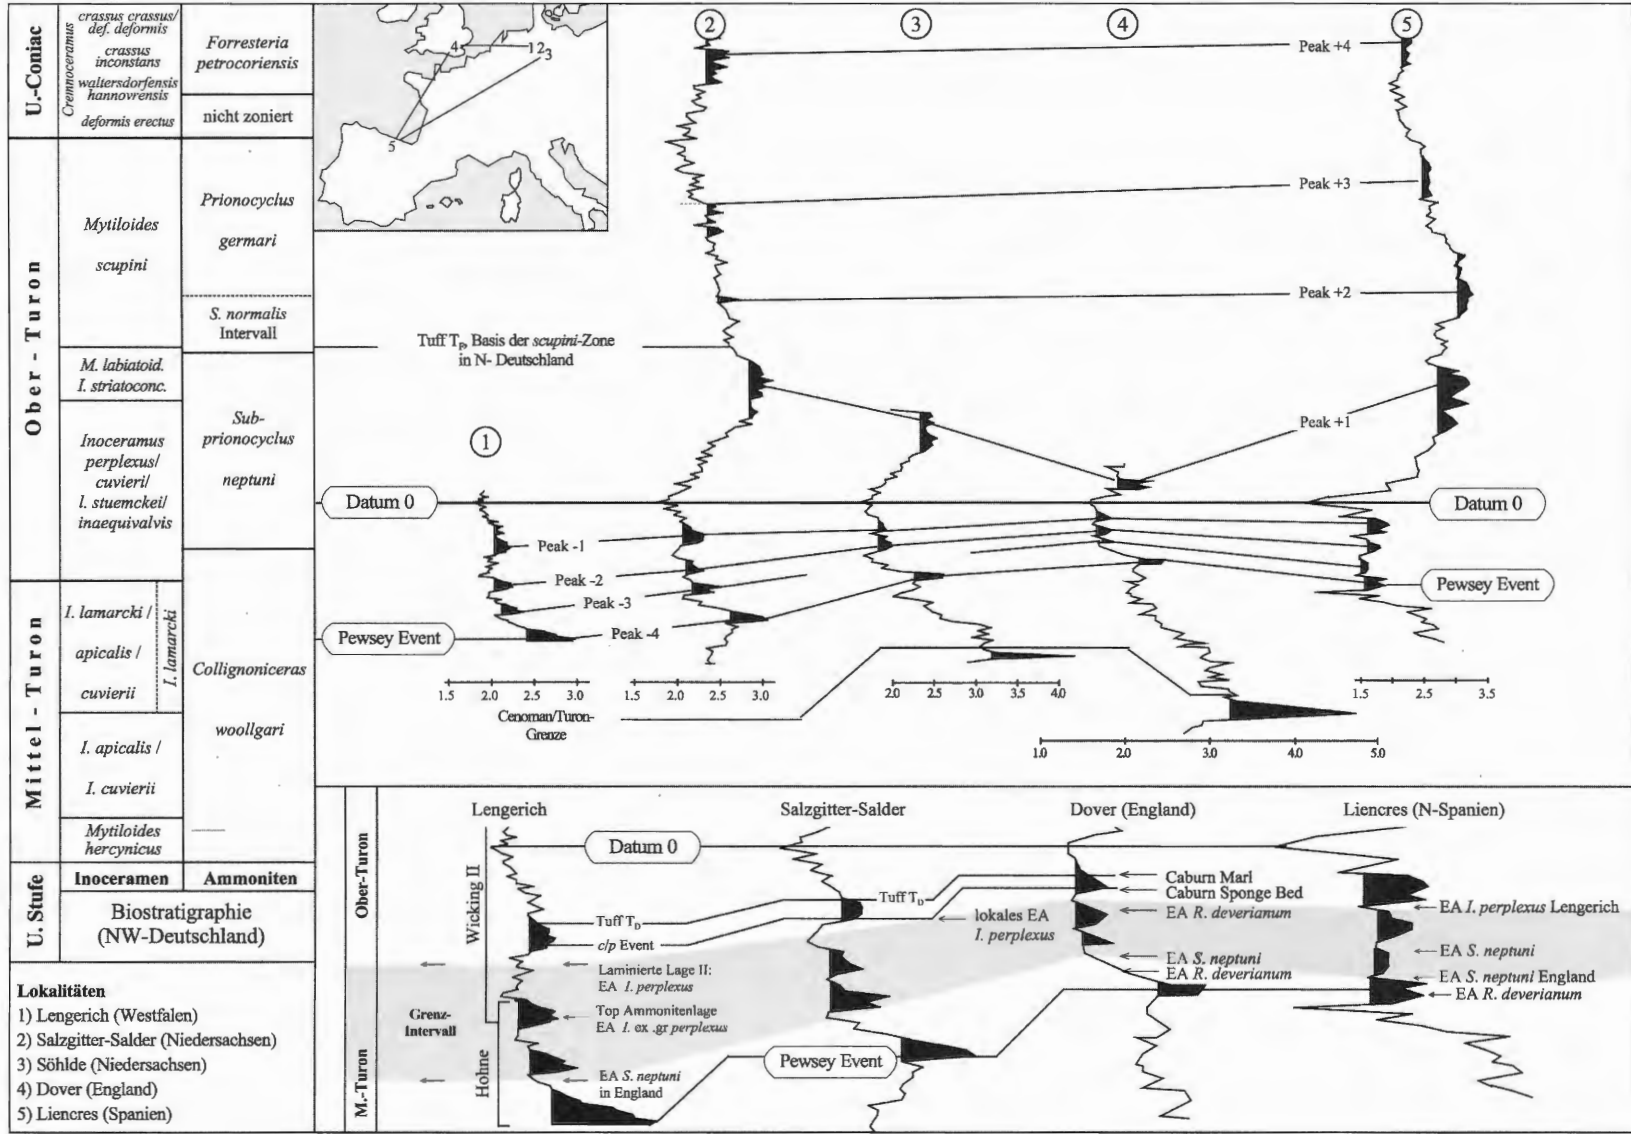 U.-Coniac
Cremnoceramus
crassus crassus/
def. deformis
crassus
inconstans
waltersdorfensis
hannovrensis
deformis erectus
Forresteria
petrocoriensis
nicht zoniert
Ober-Turon
Mytiloides
scupini
Prionocyclus
germari
S. normalis
Intervall
M. labiatoid.
I. striatoconc.
Inoceramus
perplexus/
cuvieri/
l. stuemckei/
inaequivalvis
Sub-
prionocyclus
neptuni
Mittel-Turon
I. lamarcki /
apicalis /
cuvierii
I. lamarcki
Collignoniceras
woollgari
I. apicalis /
I. cuvierii
Mytiloides
hercynicus
U. Stufe
Inoceramen
Ammoniten
Biostratigraphie
(NW-Deutschland)
Lokalitäten
1) Lengerich (Westfalen)
2) Salzgitter-Salder (Niedersachsen)
3) Söhlde (Niedersachsen)
4) Dover (England)
5) Liencres (Spanien)
4
12
3
5
2
3
4
5
1
Peak +4
Peak +3
Peak +2
Tuff TF, Basis der scupini-Zone
in N- Deutschland
Peak +1
Datum 0
Datum 0
Peak -1
Peak -2
Peak -3
Peak -4
Pewsey Event
Pewsey Event
1.5 2.0 2.5 3.0
1.5 2.0 2.5 3.0
2.0 2.5 3.0 3.5 4.0
1.5 2.5 3.5
1.0 2.0 3.0 4.0 5.0
Cenoman/Turon-
Grenze
Ober-Turon
M.-Turon
Lengerich
Salzgitter-Salder
Dover (England)
Liencres (N-Spanien)
Datum 0
Wicking II
Hohne
Grenz-
Intervall
Tuff TD
c/p Event
Laminierte Lage II:
EA I. perplexus
Top Ammonitenlage
EA I. ex .gr perplexus
EA S. neptuni
in England
Tuff TD
lokales EA
I. perplexus
Pewsey Event
Caburn Marl
Caburn Sponge Bed
EA R. deverianum
EA S. neptuni
EA R. deverianum
EA I. perplexus Lengerich
EA S. neptuni
EA S. neptuni England
EA R. deverianum